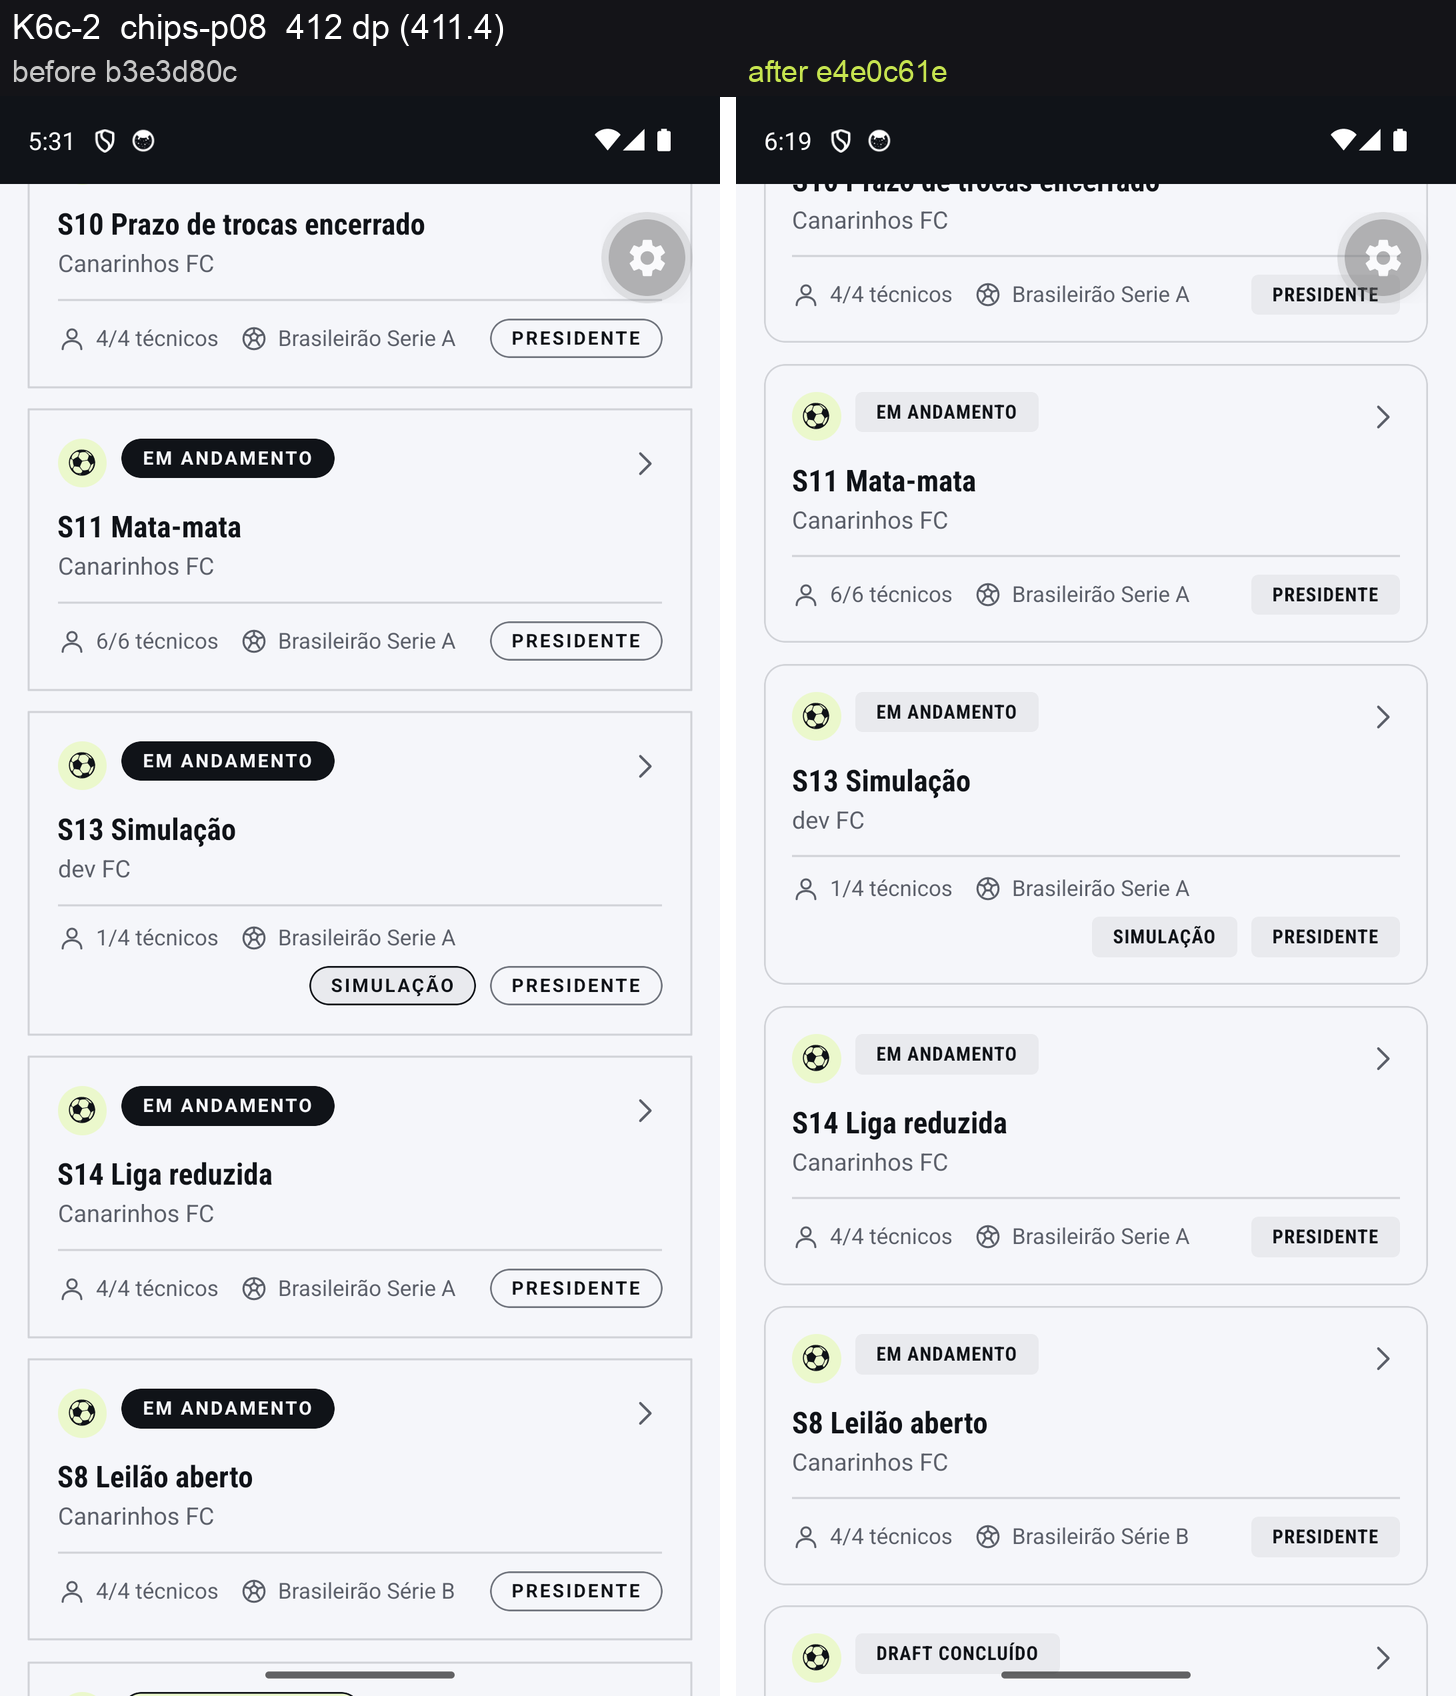 K6c-2 chips-p08 412 dp (411.4)
before b3e3d80c
5:31
S10 Prazo de trocas encerrado
Canarinhos FC
4/4 técnicos Brasileirão Serie A PRESIDENTE
EM ANDAMENTO
S11 Mata-mata
Canarinhos FC
6/6 técnicos Brasileirão Serie A PRESIDENTE
EM ANDAMENTO
S13 Simulação
dev FC
1/4 técnicos Brasileirão Serie A
SIMULAÇÃO PRESIDENTE
EM ANDAMENTO
S14 Liga reduzida
Canarinhos FC
4/4 técnicos Brasileirão Serie A PRESIDENTE
EM ANDAMENTO
S8 Leilão aberto
Canarinhos FC
4/4 técnicos Brasileirão Série B PRESIDENTE
after e4e0c61e
6:19
S10 Prazo de trocas encerrado
Canarinhos FC
4/4 técnicos Brasileirão Serie A PRESIDENTE
EM ANDAMENTO
S11 Mata-mata
Canarinhos FC
6/6 técnicos Brasileirão Serie A PRESIDENTE
EM ANDAMENTO
S13 Simulação
dev FC
1/4 técnicos Brasileirão Serie A
SIMULAÇÃO PRESIDENTE
EM ANDAMENTO
S14 Liga reduzida
Canarinhos FC
4/4 técnicos Brasileirão Serie A PRESIDENTE
EM ANDAMENTO
S8 Leilão aberto
Canarinhos FC
4/4 técnicos Brasileirão Série B PRESIDENTE
DRAFT CONCLUÍDO